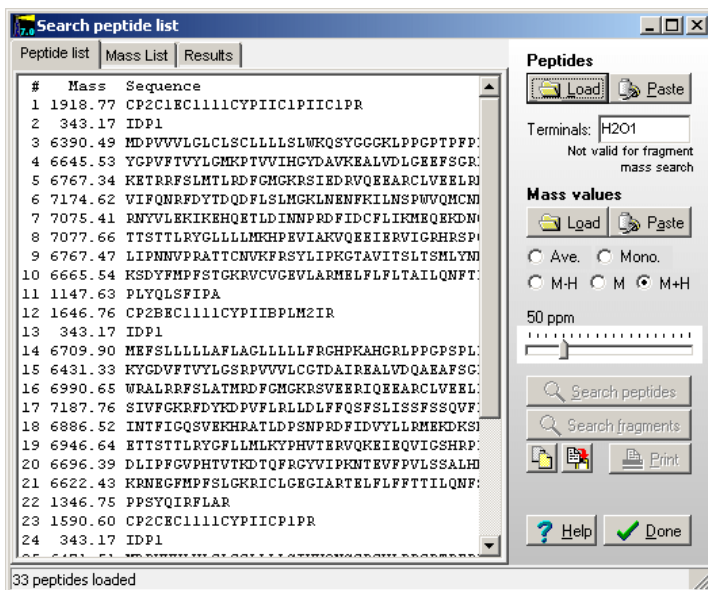 7.0 Search peptide list
Peptide list Mass List Results
# Mass Sequence
1 1918.77 CP2C1EC1111CYPIIC1PIIC1PR
2 343.17 IDP1
3 6390.49 MDPVVVLGLCLSCLLLLSLWKQSYGGGKLPPGPTPFP
4 6645.53 YGPVFTVYLGMKPTVVIHGYDAVKEALVDLGEEFSGR
5 6767.34 KETRRFSLMTLRDFGMGKRSIEDRVQEEARCLVEELR
6 7174.62 VIFQNRFDYTDQDFLSLMGKLNENFKILNSPWVQMCN
7 7075.41 RNYVLEKIKEHQETLDINNPRDFIDCFLIKMEQEKDN
8 7077.66 TTSTTLRYGLLLLMKHPEVIAKVQEEIERVIGRHRSP
9 6767.47 LIPNNVPRATTCNVKFRSYLIPKGTAVITSLTSMLYN
10 6665.54 KSDYFMPFSTGKRVCVGEVLARMELFLFLTAILQNFT
11 1147.63 PLYQLSFIPA
12 1646.76 CP2BEC1111CYPIIBPLM2IR
13 343.17 IDP1
14 6709.90 MEFSLLLLLAFLAGLLLLLFRGHPKAHGRLPPGPSPL
15 6431.33 KYGDVFTVYLGSRPVVVLCGTDAIREALVDQAEAFSG
16 6990.65 WRALRRFSLATMRDFGMGKRSVEERIQEEARCLVEEL
17 7187.76 SIVFGKRFDYKDPVFLRLLDLFFQSFSLISSFSSQVF
18 6886.52 INTFIGQSVEKHRATLDPSNPRDFIDVYLLRMEKDKS
19 6946.64 ETTSTTLRYGFLLMLKYPHVTERVQKEIEQVIGSHRP
20 6696.39 DLIPFGVPHTVTKDTQFRGYVIPKNTEVFPVLSSALH
21 6622.43 KRNEGFMPFSLGKRICLGEGIARTELFLFFTTILQNF
22 1346.75 PPSYQIRFLAR
23 1590.60 CP2CEC1111CYPIICP1PR
24 343.17 IDP1
33 peptides loaded
Peptides
Load Paste
Terminals: H2O1
Not valid for fragment
mass search
Mass values
Load Paste
Ave. Mono.
M-H M M+H
50 ppm
Search peptides
Search fragments
Print
Help Done